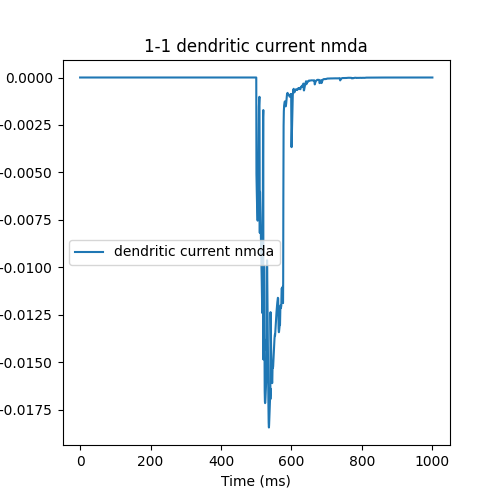 1-1 dendritic current nmda
0.0000
-0.0025
-0.0050
-0.0075
-0.0100
-0.0125
-0.0150
-0.0175
dendritic current nmda
0 200 400 600 800 1000
Time (ms)